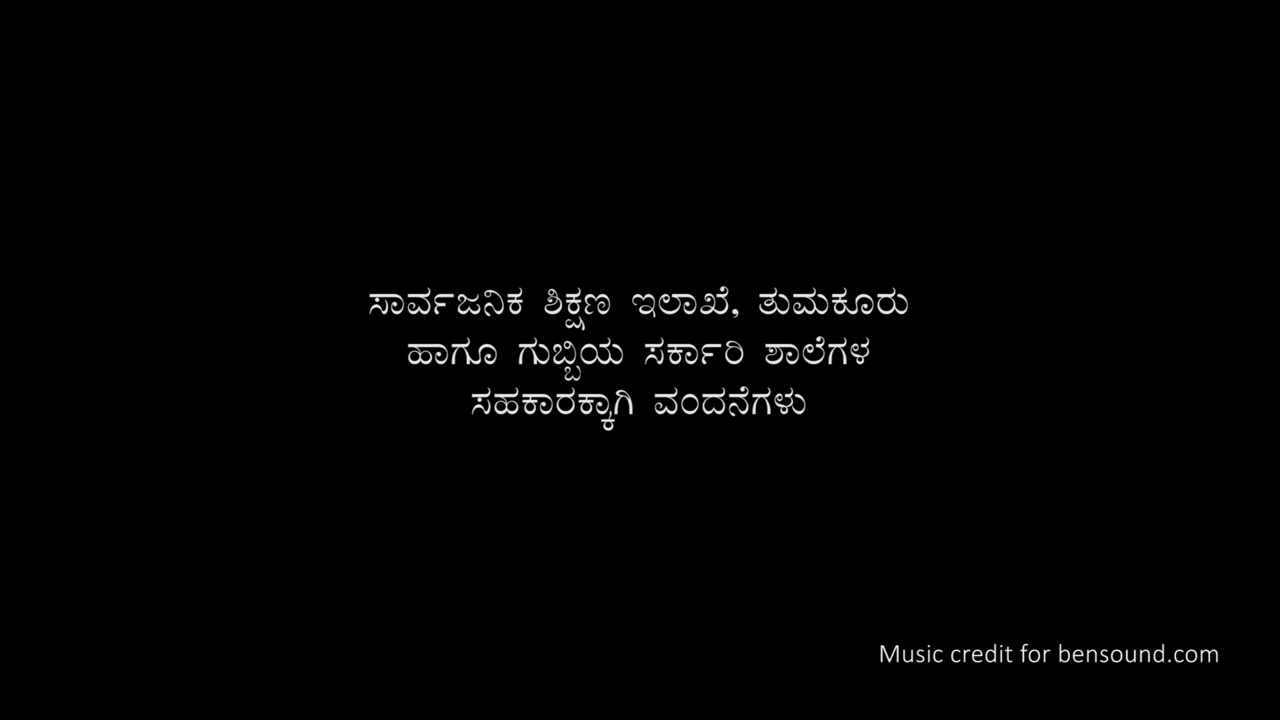 ಸಾರ್ವಜನಿಕ ಶಿಕ್ಷಣ ಇಲಾಖೆ, ತುಮಕೂರು
ಹಾಗೂ ಗುಬ್ಬಿಯ ಸರ್ಕಾರಿ ಶಾಲೆಗಳ
ಸಹಕಾರಕ್ಕಾಗಿ ವಂದನೆಗಳು
Music credit for bensound.com